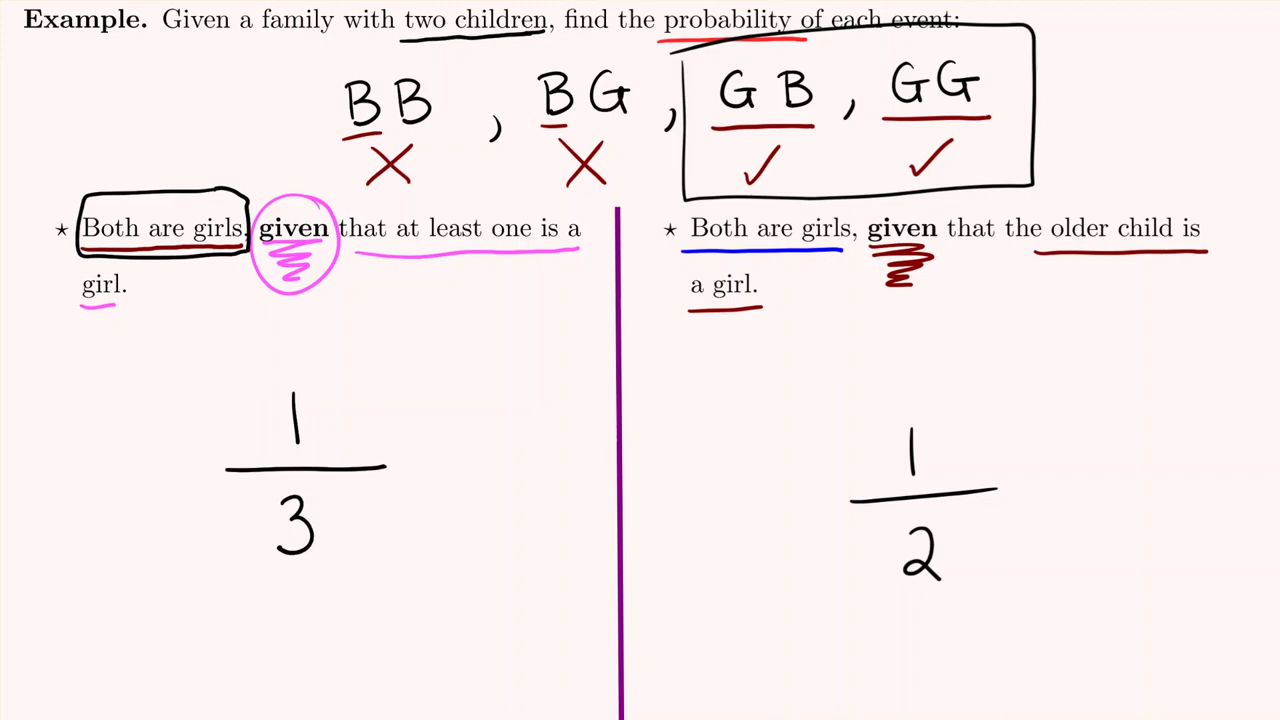 Example. Given a family with two children, find the probability of each event:
BB, BG, GB, GG
⋆ Both are girls, given that at least one is a
girl.
1
3
⋆ Both are girls, given that the older child is
a girl.
1
2